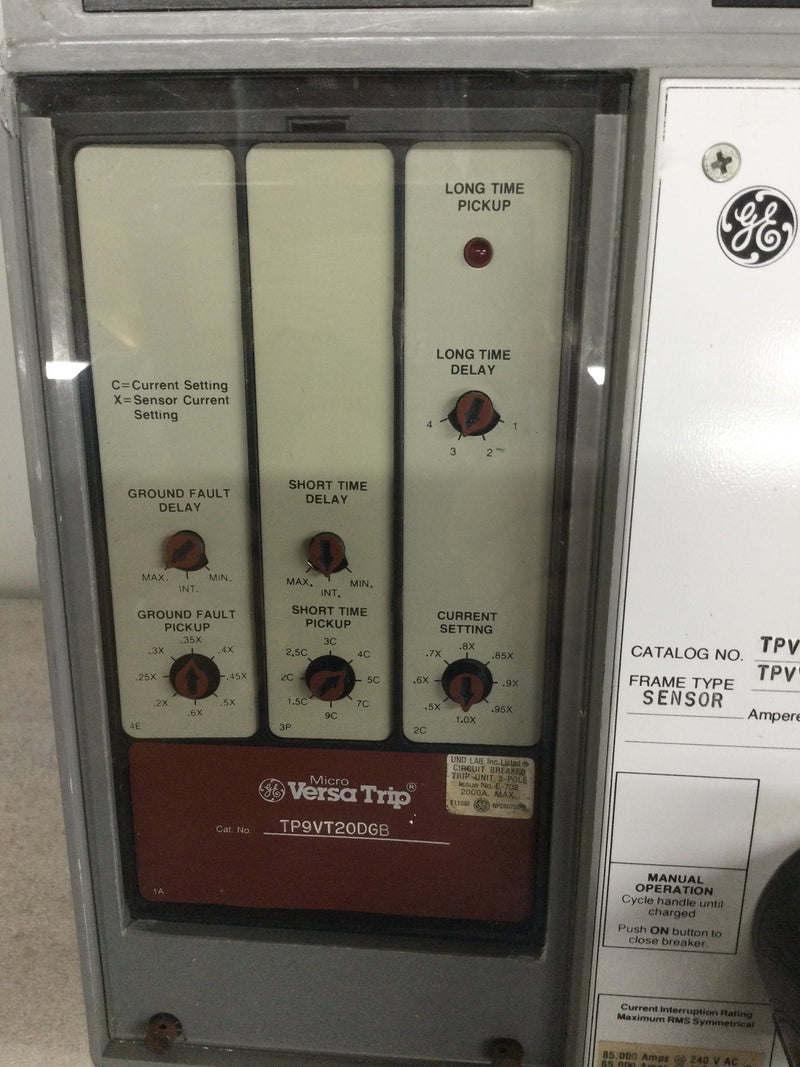 LONG TIME
PICKUP
LONG TIME
DELAY
4
1
3
2
C=Current Setting
X=Sensor Current
Setting
GROUND FAULT
DELAY
MAX.
MIN.
INT.
SHORT TIME
DELAY
MAX.
MIN.
INT.
GROUND FAULT
PICKUP
.35X
.3X
.4X
.25X
.45X
.2X
.5X
.6X
4E
SHORT TIME
PICKUP
3C
2.5C
4C
2C
5C
1.5C
7C
9C
3P
CURRENT
SETTING
.8X
.7X
.85X
.6X
.9X
.5X
.95X
1.0X
2C
GE
Micro
Versa Trip®
Cat. No. TP9VT20DGB
1A
UND LAB. Inc. Listed
CIRCUIT BREAKER
TRIP UNIT 3-POLE
Issue No. E-702
2000A. MAX.
GE
CATALOG NO. TPV
FRAME TYPE TPV
SENSOR
Ampere
MANUAL
OPERATION
Cycle handle until
charged
Push ON button to
close breaker.
Current Interruption Rating
Maximum RMS Symmetrical
85,000 Amps @ 240 V AC